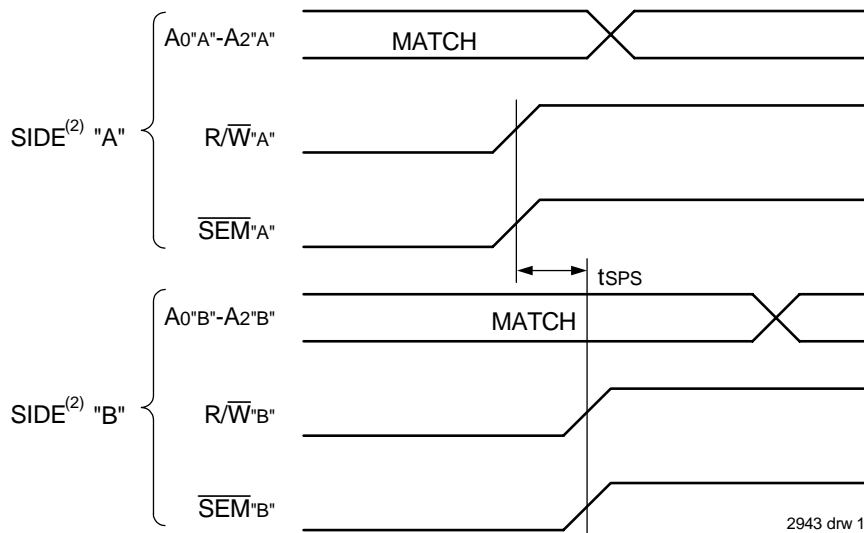 A0"A"-A2"A"
MATCH
SIDE(2) "A"
R/W"A"
SEM"A"
tSPS
A0"B"-A2"B"
MATCH
SIDE(2) "B"
R/W"B"
SEM"B"
2943 drw 1